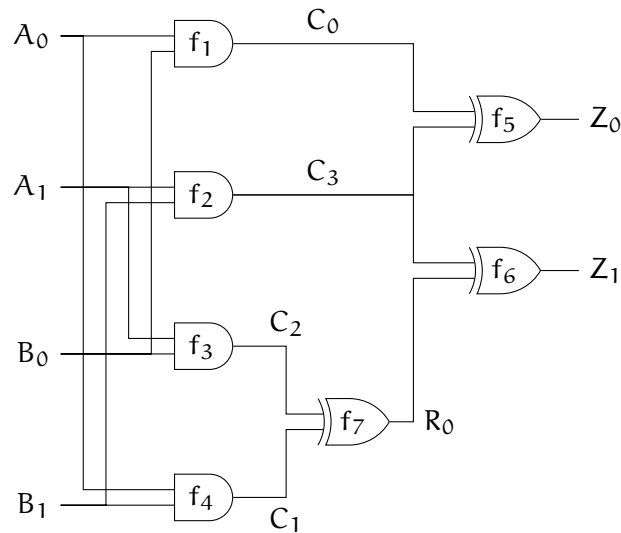 C₀
A₀ f₁
f₅ Z₀
C₃
A₁ f₂
f₆ Z₁
C₂
B₀ f₃
f₇ R₀
B₁ f₄
C₁